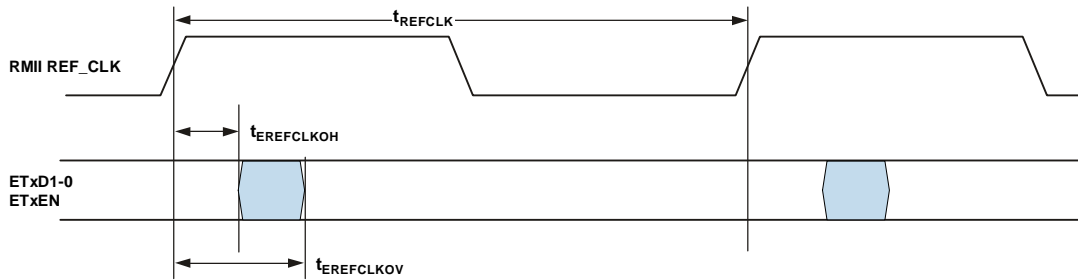 tREFCLK
RMII REF_CLK
tEREFCLKOH
ETxD1-0
ETxEN
tEREFCLKOV